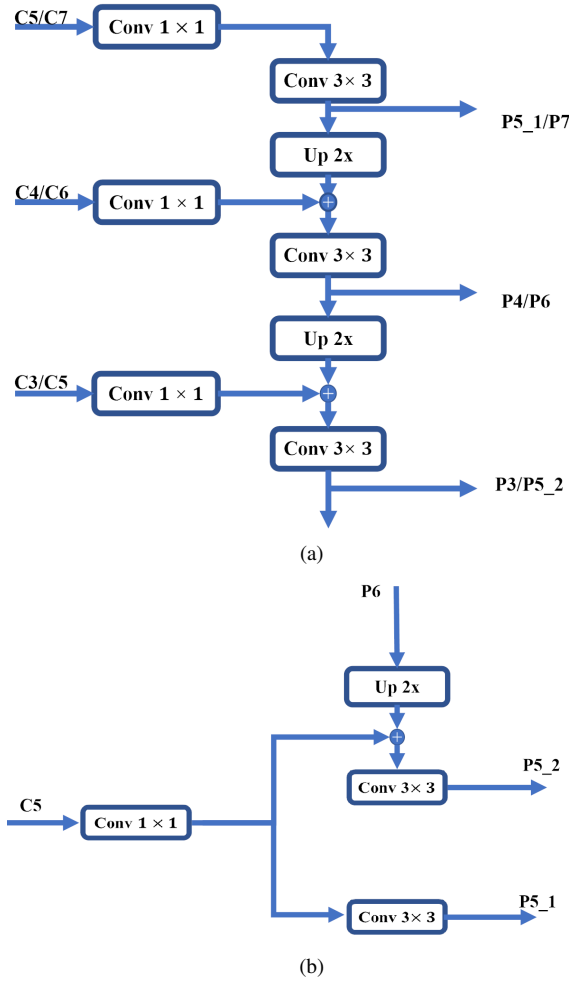 C5/C7
Conv 1 × 1
Conv 3× 3
P5_1/P7
Up 2x
C4/C6
Conv 1 × 1
+
Conv 3× 3
P4/P6
Up 2x
C3/C5
Conv 1 × 1
+
Conv 3× 3
P3/P5_2
(a)
P6
Up 2x
+
P5_2
Conv 3× 3
C5
Conv 1 × 1
P5_1
Conv 3× 3
(b)